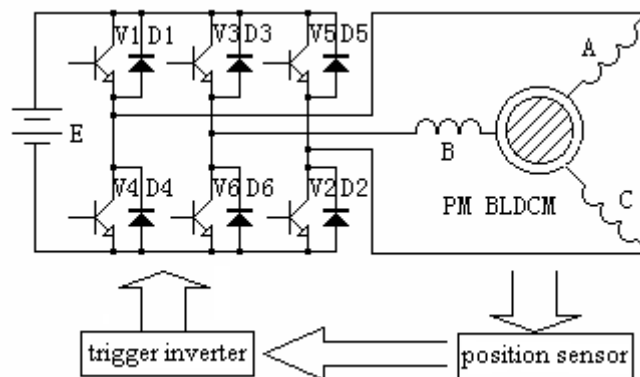 V1 D1 V3 D3 V5 D5
A
E
B
V4 D4 V6 D6 V2 D2
C
PM BLDCM
trigger inverter
position sensor